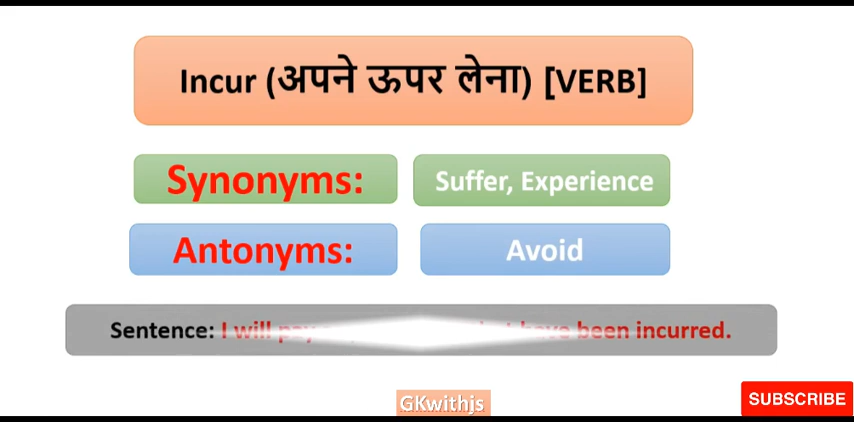 Incur (अपने ऊपर लेना) [VERB]
Synonyms: Suffer, Experience
Antonyms: Avoid
Sentence: I will pay have been incurred.
GKwithjs
SUBSCRIBE